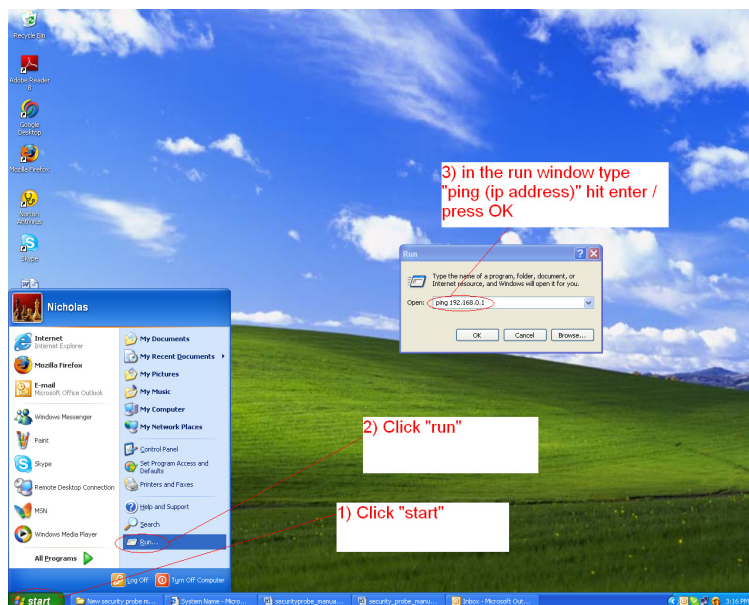 Recycle Bin
Adobe Reader
8
Google
Desktop
Mozilla Firefox
Norton
AntiVirus
Skype
3) in the run window type
"ping (ip address)" hit enter /
press OK
Run
Type the name of a program, folder, document, or
Internet resource, and Windows will open it for you.
Open:
ping 192.168.0.1
OK
Cancel
Browse...
Nicholas
Internet
Internet Explorer
Mozilla Firefox
E-mail
Microsoft Office Outlook
Windows Messenger
Paint
Skype
Remote Desktop Connection
MSN
Windows Media Player
All Programs
My Documents
My Recent Documents
My Pictures
My Music
My Computer
My Network Places
Control Panel
Set Program Access and
Defaults
Printers and Faxes
Help and Support
Search
Run...
Log Off
Turn Off Computer
2) Click "run"
1) Click "start"
start
New security probe m...
System Name - Micro...
securityprobe_manua...
security_probe_manu...
Inbox - Microsoft Out...
3:16 PM